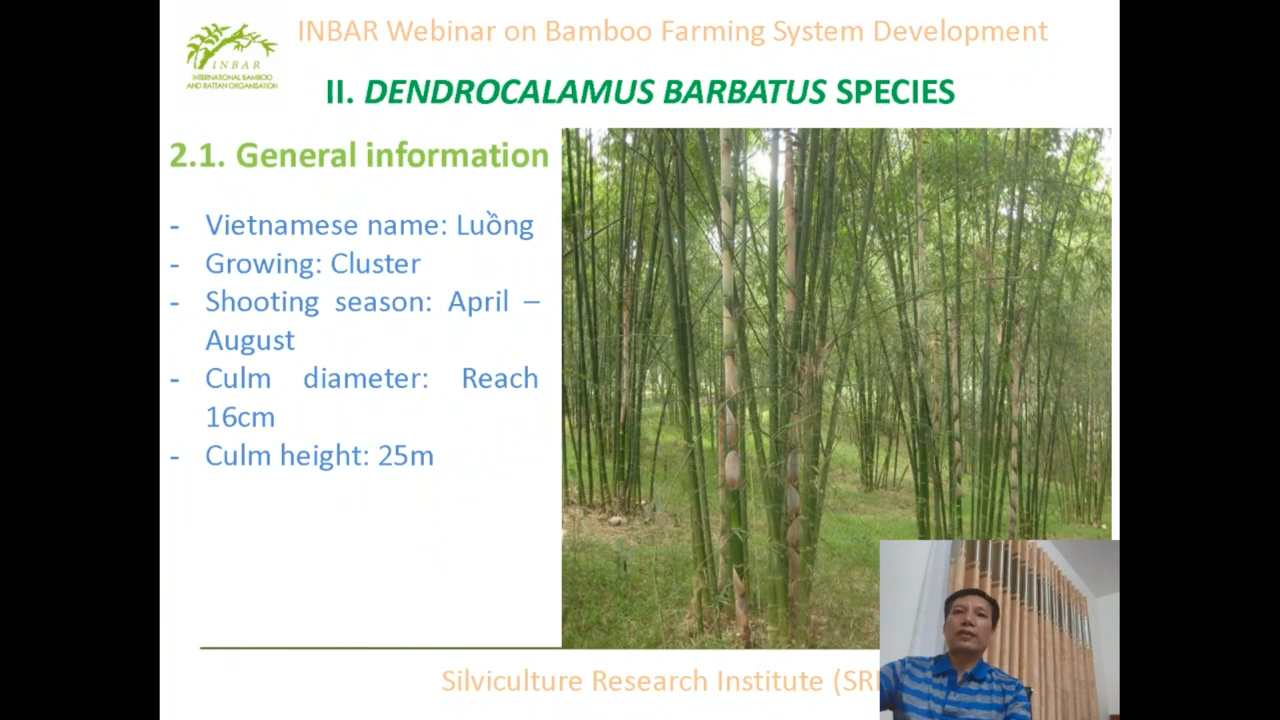 INBAR Webinar on Bamboo Farming System Development
INBAR
INTERNATIONAL BAMBOO
AND RATTAN ORGANISATION
II. DENDROCALAMUS BARBATUS SPECIES
2.1. General information
- Vietnamese name: Luồng
- Growing: Cluster
- Shooting season: April –
August
- Culm diameter: Reach
16cm
- Culm height: 25m
Silviculture Research Institute (SRI